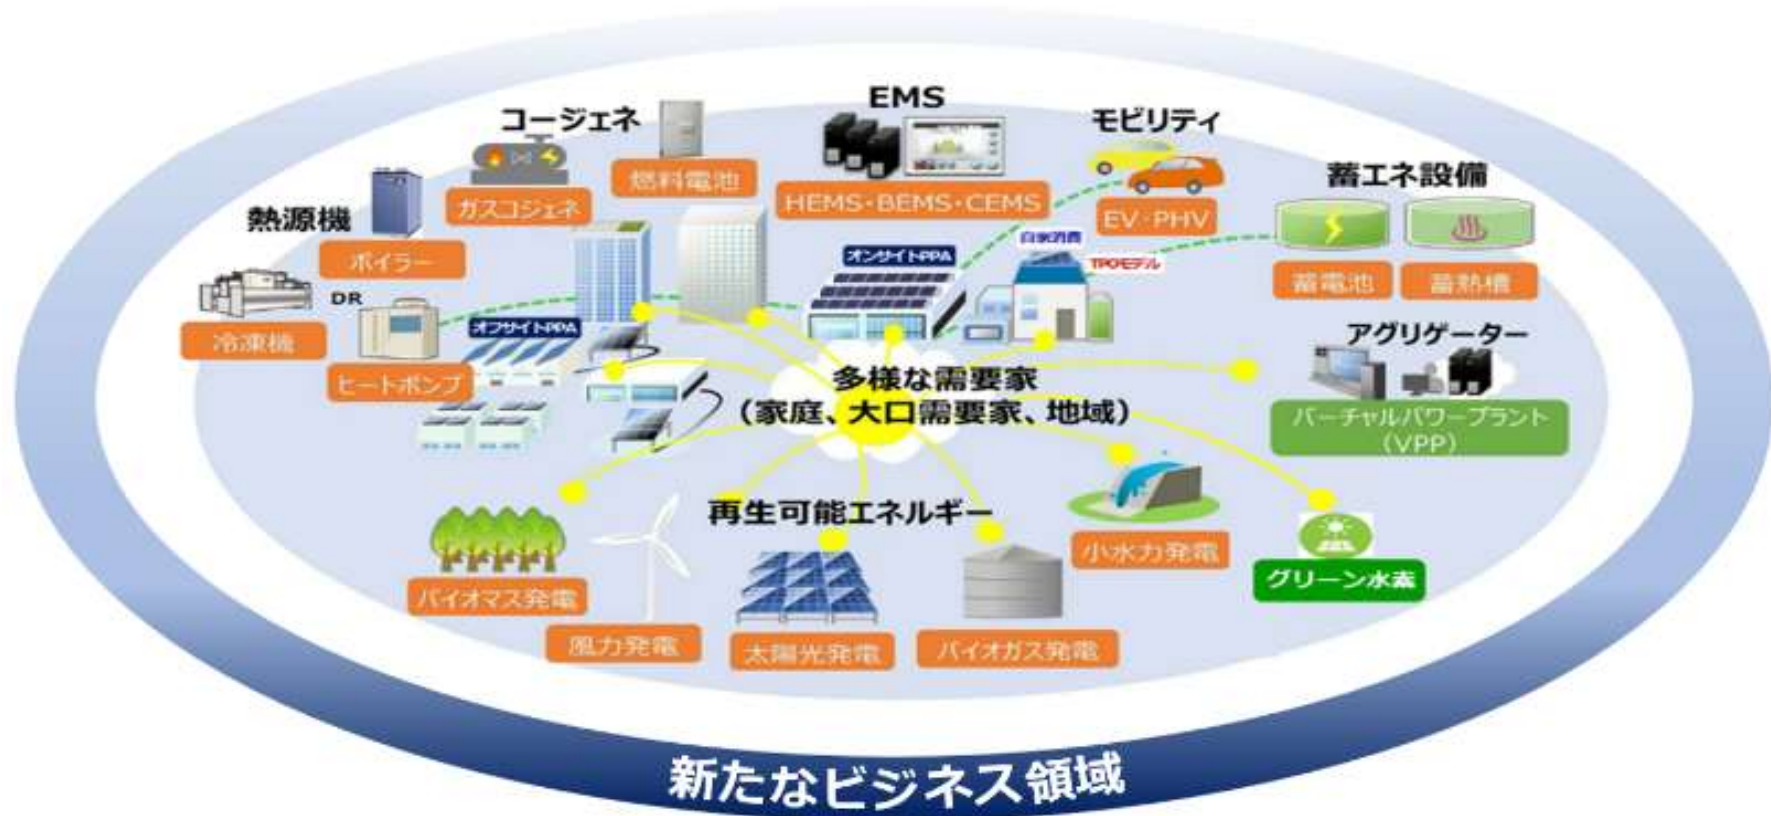 EMS
コージェネ
モビリティ
燃料電池
蓄エネ設備
HEMS・BEMS・CEMS
ガスコジェネ
EV・PHV
熱源機
自家消費
オンサイトPPA
ボイラー
TPOモデル
蓄電池
蓄熱槽
DR
冷凍機
オフサイトPPA
アグリゲーター
ヒートポンプ
多様な需要家
(家庭、大口需要家、地域)
バーチャルパワープラント
(VPP)
再生可能エネルギー
小水力発電
グリーン水素
バイオマス発電
風力発電
太陽光発電
バイオガス発電
新たなビジネス領域